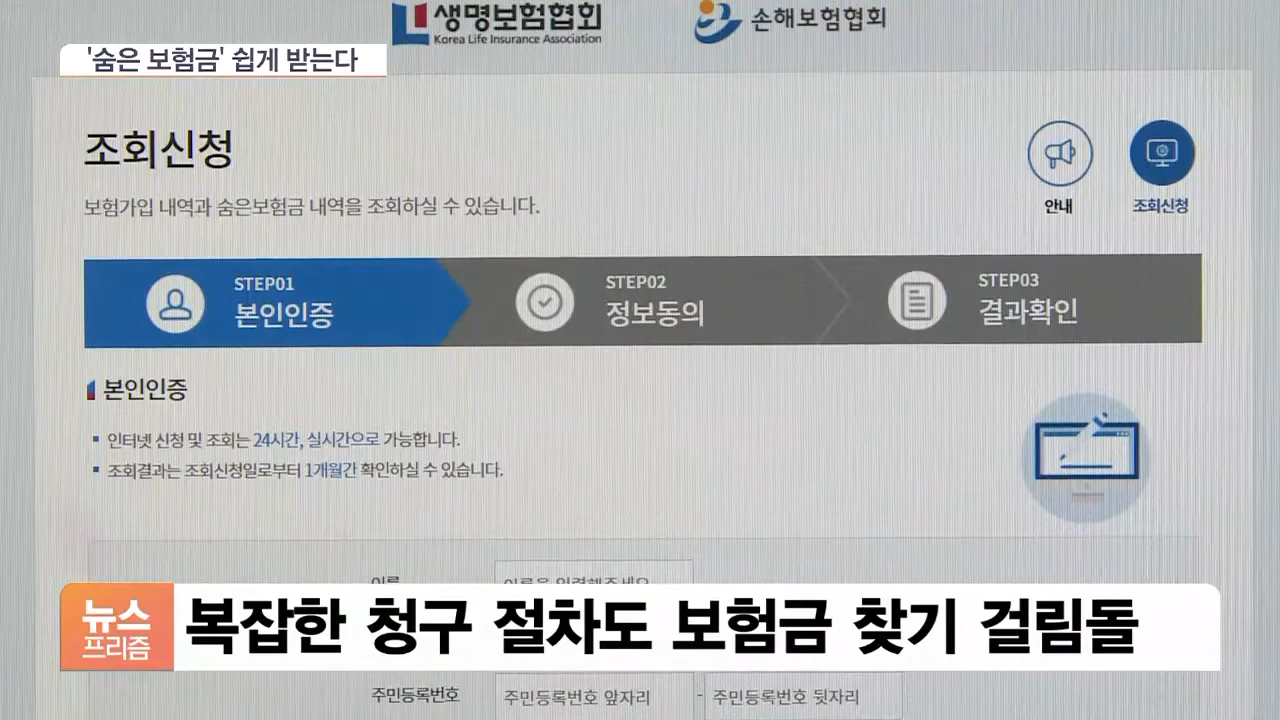 생명보험협회
Korea Life Insurance Association
손해보험협회
'숨은 보험금' 쉽게 받는다
조회신청
보험가입 내역과 숨은보험금 내역을 조회하실 수 있습니다.
안내
조회신청
STEP01
본인인증
STEP02
정보동의
STEP03
결과확인
본인인증
인터넷 신청 및 조회는 24시간, 실시간으로 가능합니다.
조회결과는 조회신청일로부터 1개월간 확인하실 수 있습니다.
이름
뉴스
프리즘
복잡한 청구 절차도 보험금 찾기 걸림돌
주민등록번호
주민등록번호 앞자리
- 주민등록번호 뒷자리